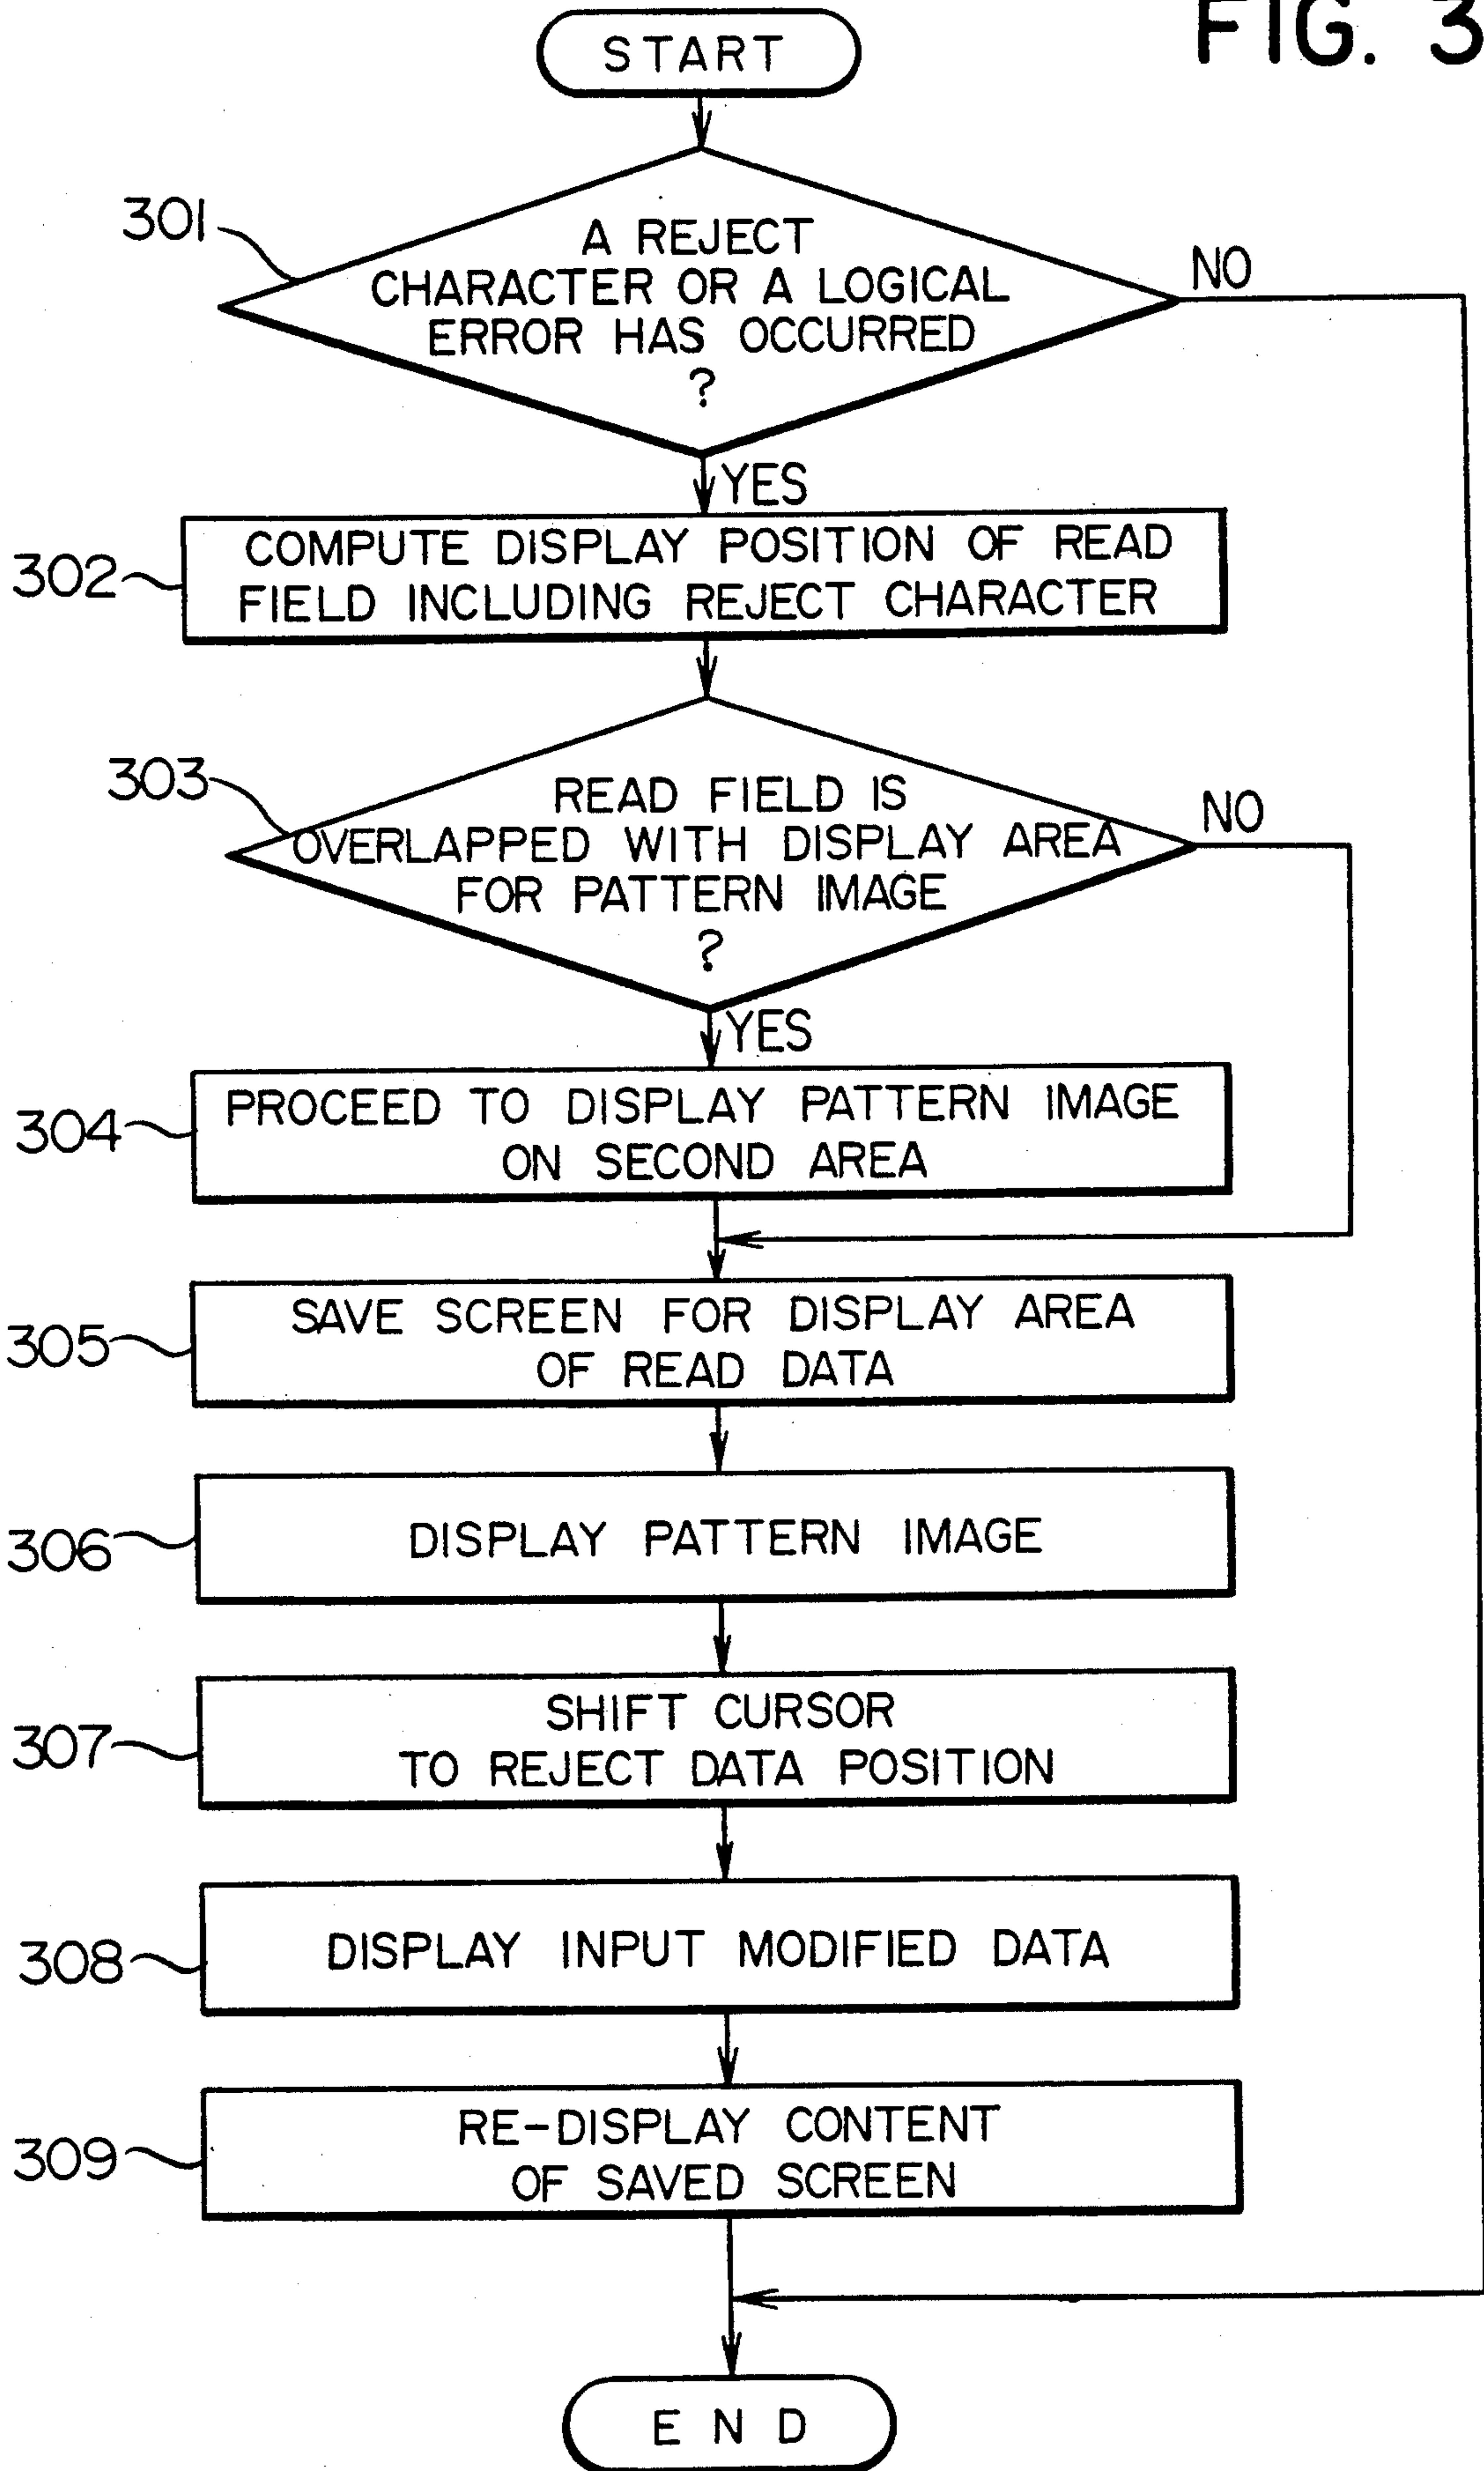 FIG. 3
START
301
A REJECT
CHARACTER OR A LOGICAL
ERROR HAS OCCURRED
?
NO
YES
302
COMPUTE DISPLAY POSITION OF READ
FIELD INCLUDING REJECT CHARACTER
303
READ FIELD IS
OVERLAPPED WITH DISPLAY AREA
FOR PATTERN IMAGE
?
NO
YES
304
PROCEED TO DISPLAY PATTERN IMAGE
ON SECOND AREA
305
SAVE SCREEN FOR DISPLAY AREA
OF READ DATA
306
DISPLAY PATTERN IMAGE
307
SHIFT CURSOR
TO REJECT DATA POSITION
308
DISPLAY INPUT MODIFIED DATA
309
RE-DISPLAY CONTENT
OF SAVED SCREEN
END